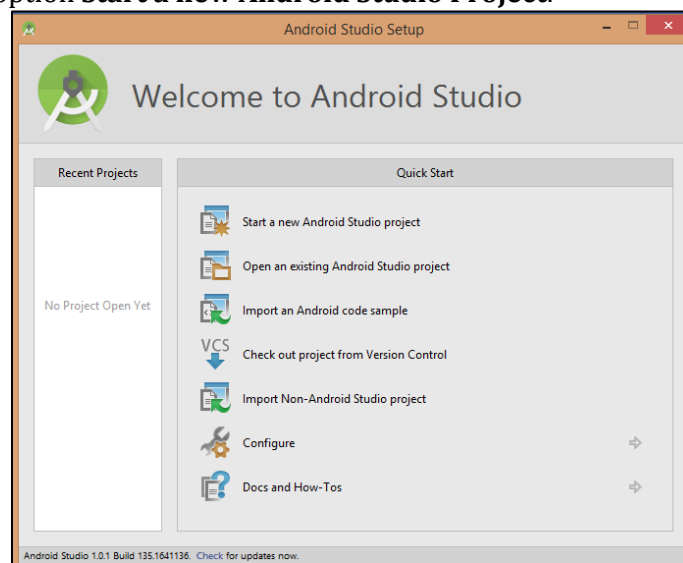 option Start a new Android Studio Project.
Android Studio Setup
Welcome to Android Studio
Recent Projects
Quick Start
Start a new Android Studio project
Open an existing Android Studio project
No Project Open Yet
Import an Android code sample
VCS
Check out project from Version Control
Import Non-Android Studio project
Configure
Docs and How-Tos
Android Studio 1.0.1 Build 135.1641136. Check for updates now.